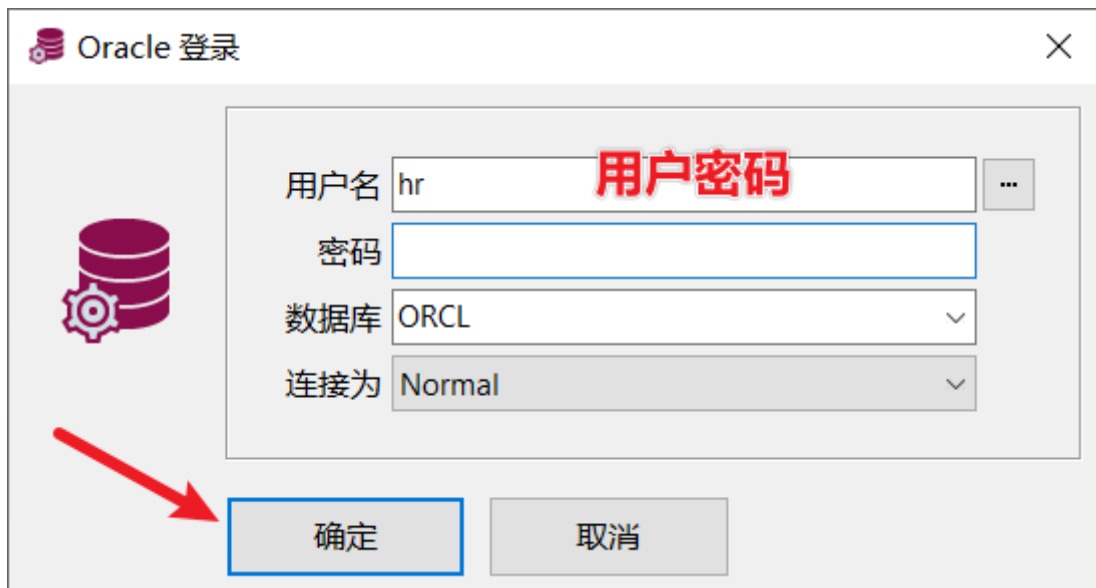 Oracle 登录
用户密码
用户名 hr ...
密码
数据库 ORCL
连接为 Normal
确定 取消